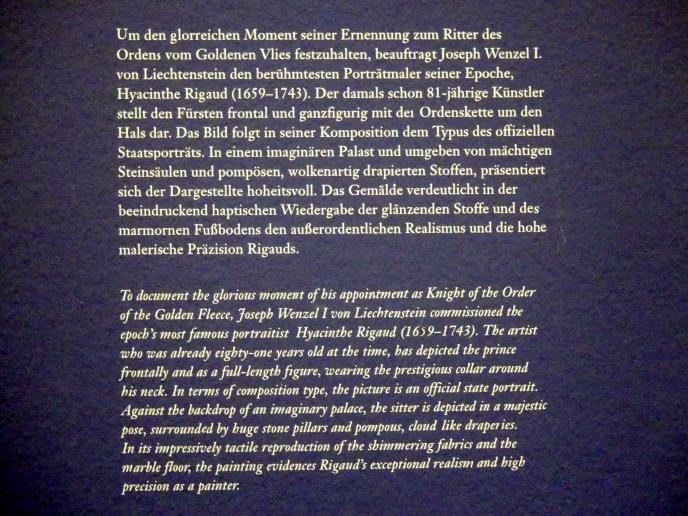 Um den glorreichen Moment seiner Ernennung zum Ritter des
Ordens vom Goldenen Vlies festzuhalten, beauftragt Joseph Wenzel I.
von Liechtenstein den berühmtesten Porträtmaler seiner Epoche,
Hyacinthe Rigaud (1659–1743). Der damals schon 81-jährige Künstler
stellt den Fürsten frontal und ganzfigurig mit der Ordenskette um den
Hals dar. Das Bild folgt in seiner Komposition dem Typus des offiziellen
Staatsporträts. In einem imaginären Palast und umgeben von mächtigen
Steinsäulen und pompösen, wolkenartig drapierten Stoffen, präsentiert
sich der Dargestellte hoheitsvoll. Das Gemälde verdeutlicht in der
beeindruckend haptischen Wiedergabe der glänzenden Stoffe und des
marmornen Fußbodens den außerordentlichen Realismus und die hohe
malerische Präzision Rigauds.
To document the glorious moment of his appointment as Knight of the Order
of the Golden Fleece, Joseph Wenzel I von Liechtenstein commissioned the
epoch's most famous portraitist Hyacinthe Rigaud (1659–1743). The artist
who was already eighty-one years old at the time, has depicted the prince
frontally and as a full-length figure, wearing the prestigious collar around
his neck. In terms of composition type, the picture is an official state portrait.
Against the backdrop of an imaginary palace, the sitter is depicted in a majestic
pose, surrounded by huge stone pillars and pompous, cloud like draperies.
In its impressively tactile reproduction of the shimmering fabrics and the
marble floor, the painting evidences Rigaud's exceptional realism and high
precision as a painter.